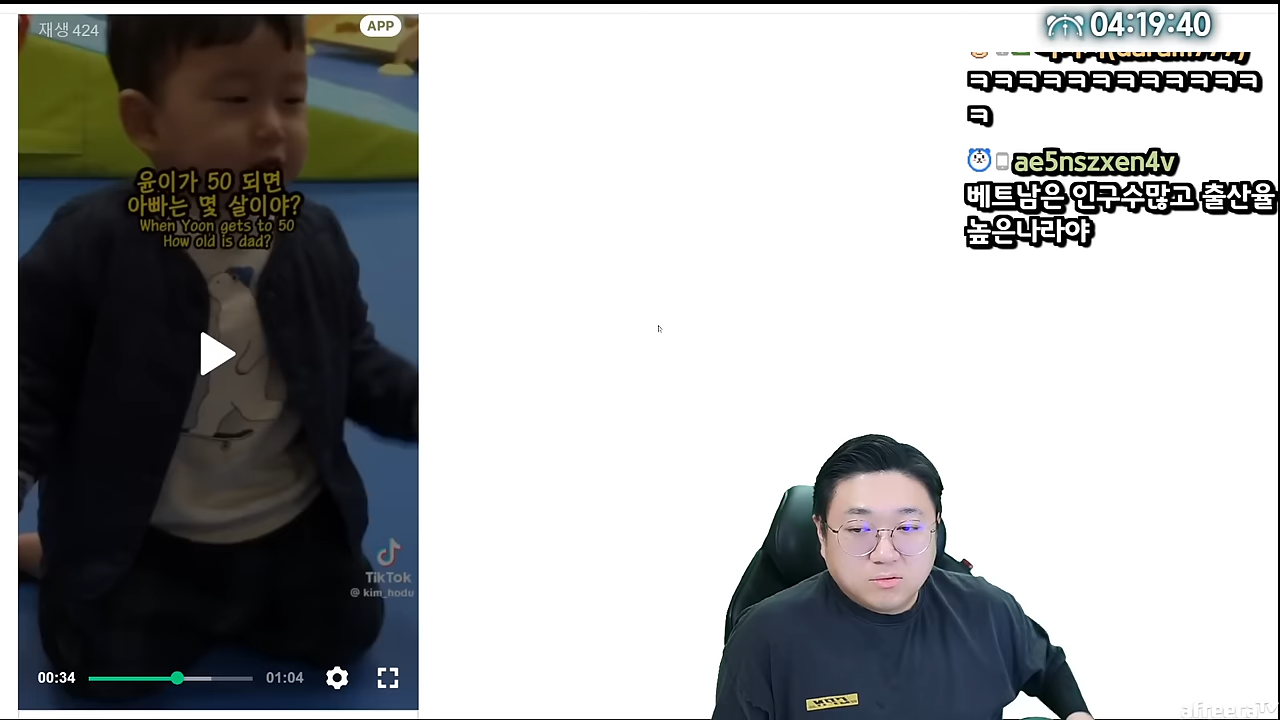 재생 424
APP
윤이가 50 되면
아빠는 몇 살이야?
When Yoon gets to 50
How old is dad?
TikTok
@ kim_hodu
00:34
01:04
04:19:40
ㅋㅋㅋㅋㅋㅋㅋㅋㅋㅋㅋㅋ
ㅋ
ae5nszxen4v
베트남은 인구수많고 출산율
높은나라야
afreecaTV